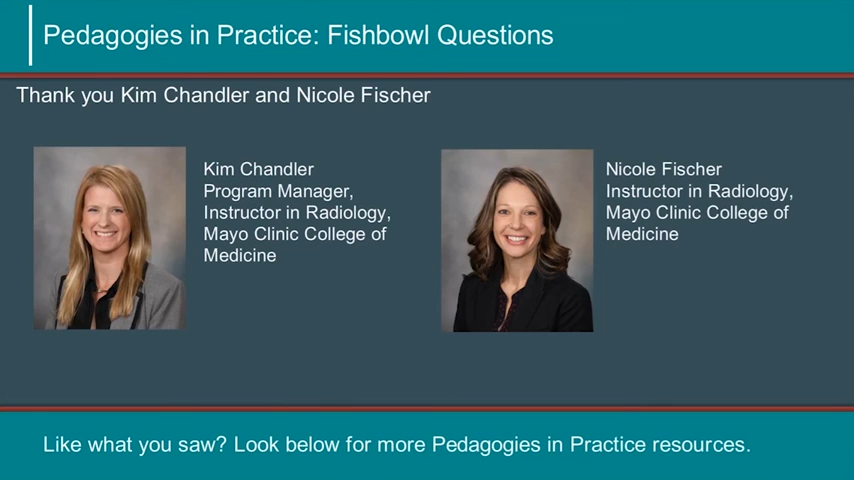 Pedagogies in Practice: Fishbowl Questions
Thank you Kim Chandler and Nicole Fischer
Kim Chandler
Program Manager,
Instructor in Radiology,
Mayo Clinic College of
Medicine
Nicole Fischer
Instructor in Radiology,
Mayo Clinic College of
Medicine
Like what you saw? Look below for more Pedagogies in Practice resources.